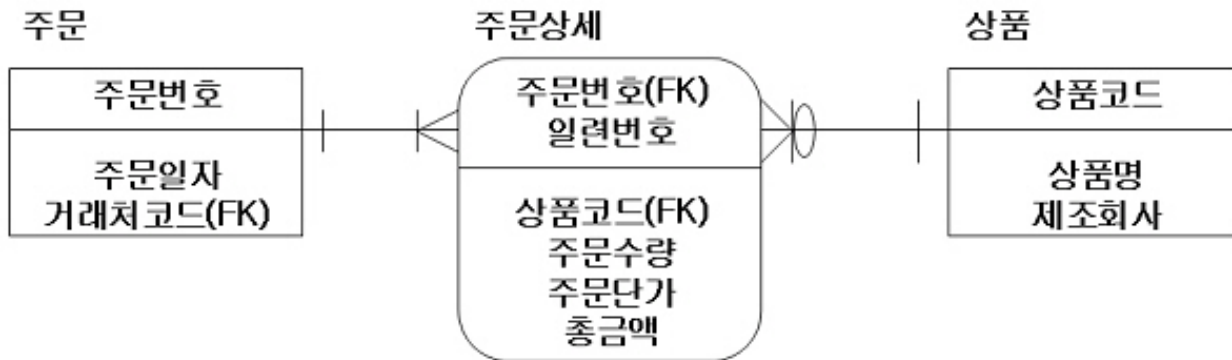 주문
주문번호
주문일자
거래처코드(FK)
주문상세
주문번호(FK)
일련번호
상품코드(FK)
주문수량
주문단가
총금액
상품
상품코드
상품명
제조회사